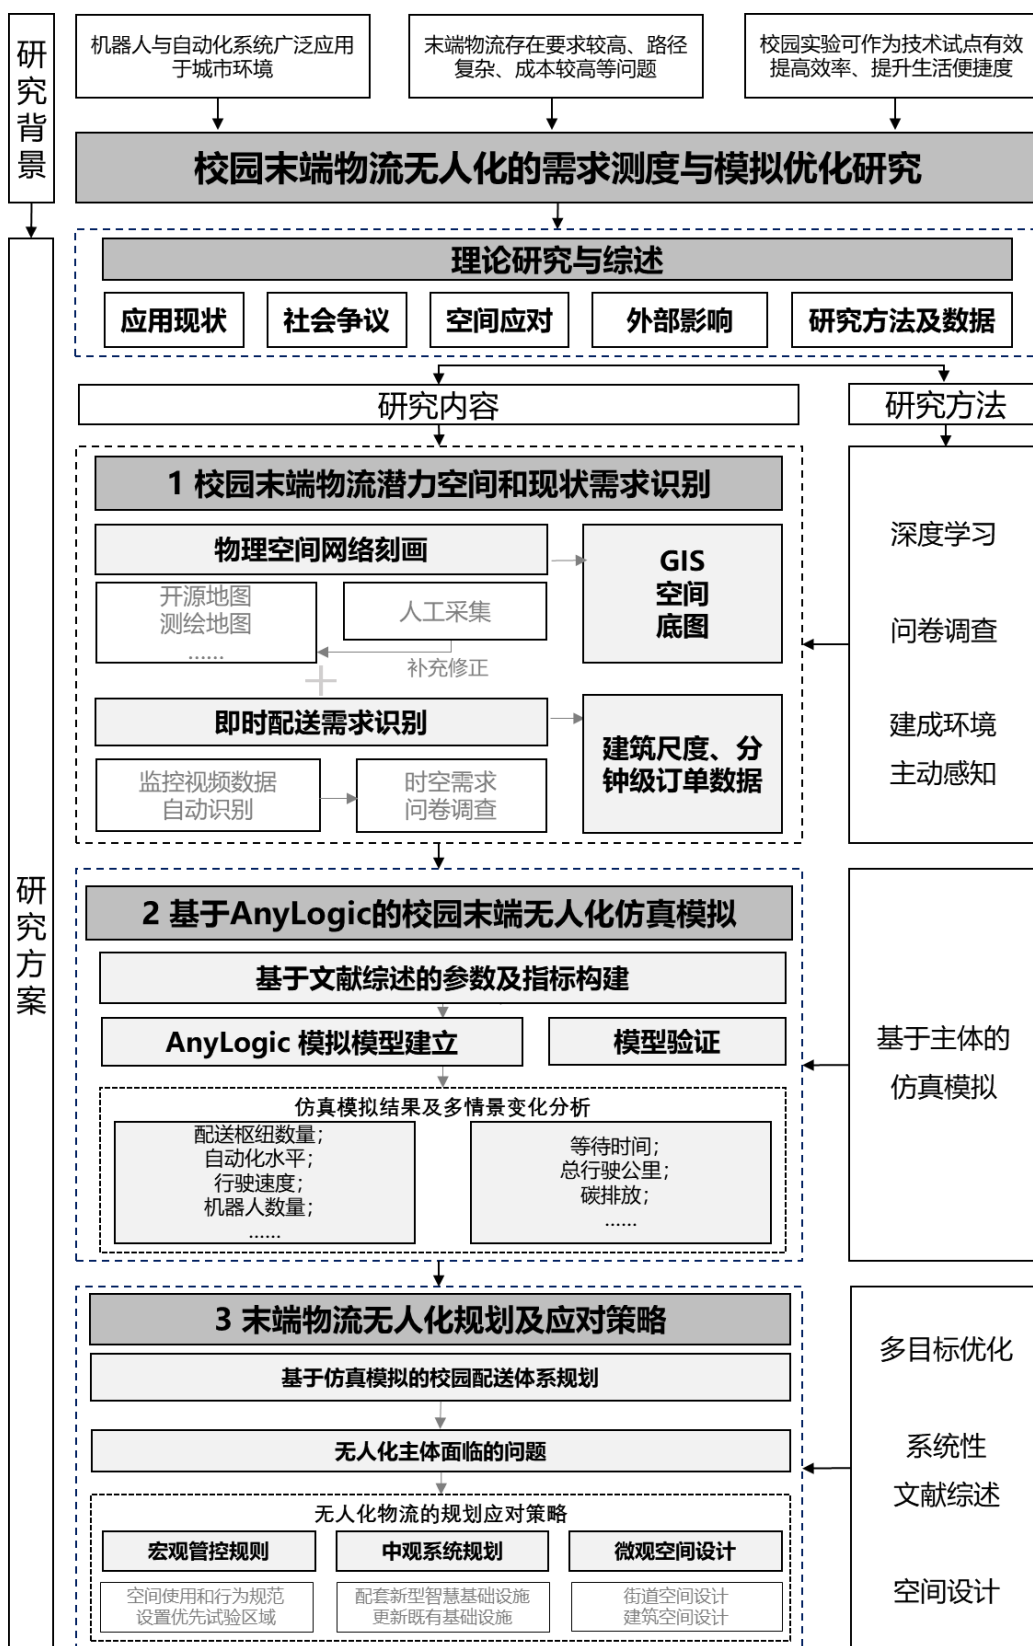 研究背景
机器人与自动化系统广泛应用
于城市环境
末端物流存在要求较高、路径
复杂、成本较高等问题
校园实验可作为技术试点有效
提高效率、提升生活便捷度
校园末端物流无人化的需求测度与模拟优化研究
研究方案
理论研究与综述
应用现状
社会争议
空间应对
外部影响
研究方法及数据
研究内容
研究方法
1 校园末端物流潜力空间和现状需求识别
物理空间网络刻画
开源地图
测绘地图
......
人工采集
补充修正
GIS
空间
底图
+
即时配送需求识别
监控视频数据
自动识别
时空需求
问卷调查
建筑尺度、分
钟级订单数据
深度学习
问卷调查
建成环境
主动感知
2 基于AnyLogic的校园末端无人化仿真模拟
基于文献综述的参数及指标构建
AnyLogic 模拟模型建立
模型验证
仿真模拟结果及多情景变化分析
配送枢纽数量；
自动化水平；
行驶速度；
机器人数量；
......
等待时间；
总行驶公里；
碳排放；
......
基于主体的
仿真模拟
3 末端物流无人化规划及应对策略
基于仿真模拟的校园配送体系规划
无人化主体面临的问题
无人化物流的规划应对策略
宏观管控规则
空间使用和行为规范
设置优先试验区域
中观系统规划
配套新型智慧基础设施
更新既有基础设施
微观空间设计
街道空间设计
建筑空间设计
多目标优化
系统性
文献综述
空间设计